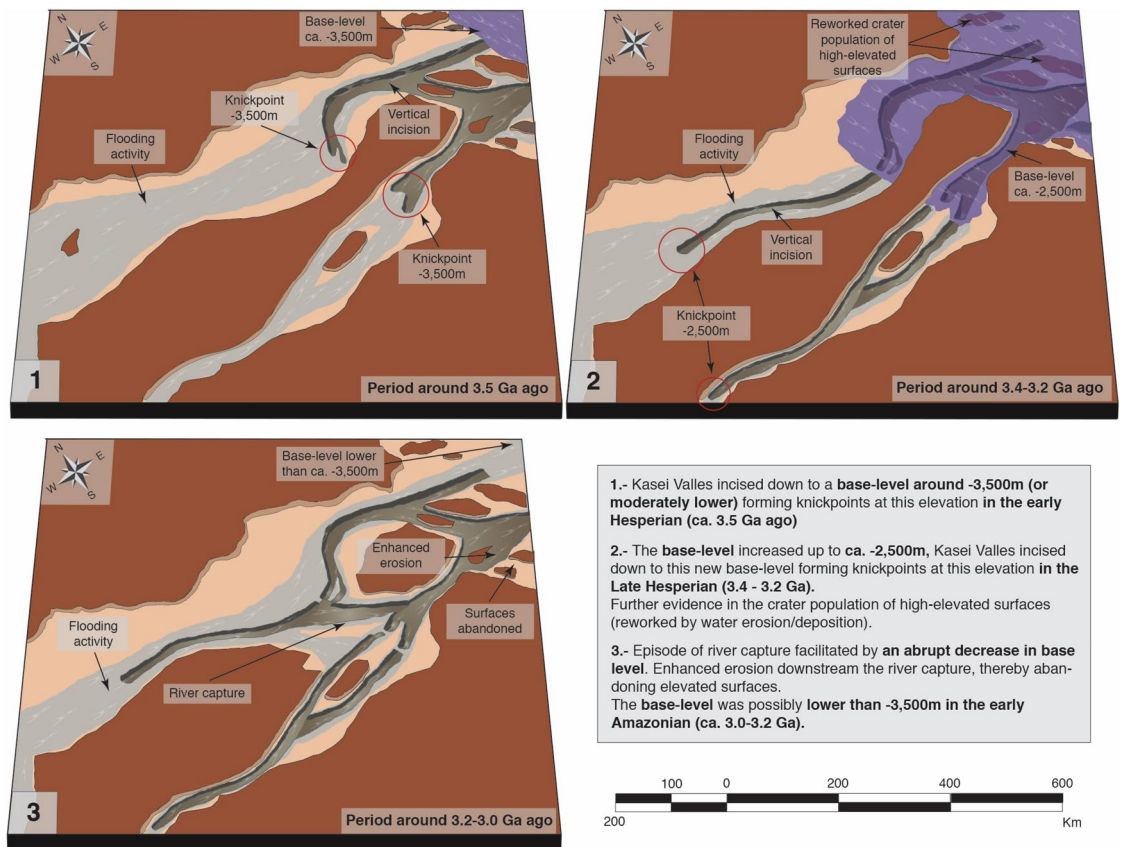 N
E
S
W
Base-level
ca. -3,500m
Knickpoint
-3,500m
Vertical
incision
Flooding
activity
Knickpoint
-3,500m
1
Period around 3.5 Ga ago
N
E
S
W
Reworked crater
population of
high-elevated
surfaces
Flooding
activity
Base-level
ca. -2,500m
Vertical
incision
Knickpoint
-2,500m
2
Period around 3.4-3.2 Ga ago
N
E
S
W
Base-level lower
than ca. -3,500m
Enhanced
erosion
Surfaces
abandoned
Flooding
activity
River capture
3
Period around 3.2-3.0 Ga ago
1.- Kasei Valles incised down to a base-level around -3,500m (or
moderately lower) forming knickpoints at this elevation in the early
Hesperian (ca. 3.5 Ga ago)
2.- The base-level increased up to ca. -2,500m, Kasei Valles incised
down to this new base-level forming knickpoints at this elevation in the
Late Hesperian (3.4 - 3.2 Ga).
Further evidence in the crater population of high-elevated surfaces
(reworked by water erosion/deposition).
3.- Episode of river capture facilitated by an abrupt decrease in base
level. Enhanced erosion downstream the river capture, thereby aban-
doning elevated surfaces.
The base-level was possibly lower than -3,500m in the early
Amazonian (ca. 3.0-3.2 Ga).
100 0 200 400 600
200 Km